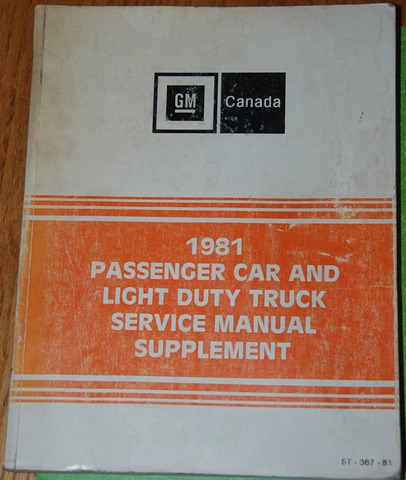 GM Canada
1981
PASSENGER CAR AND
LIGHT DUTY TRUCK
SERVICE MANUAL
SUPPLEMENT
ST - 367 - 81